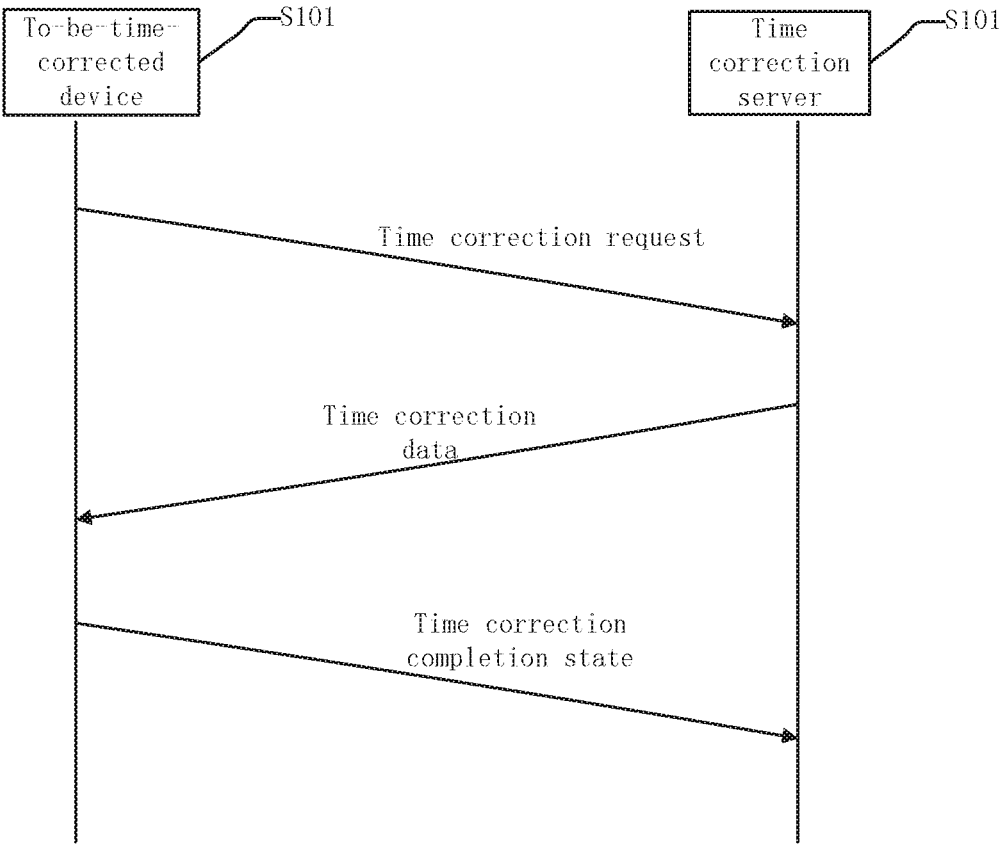 To-be-time-
corrected
device
S101
Time
correction
server
S101
Time correction request
Time correction
data
Time correction
completion state